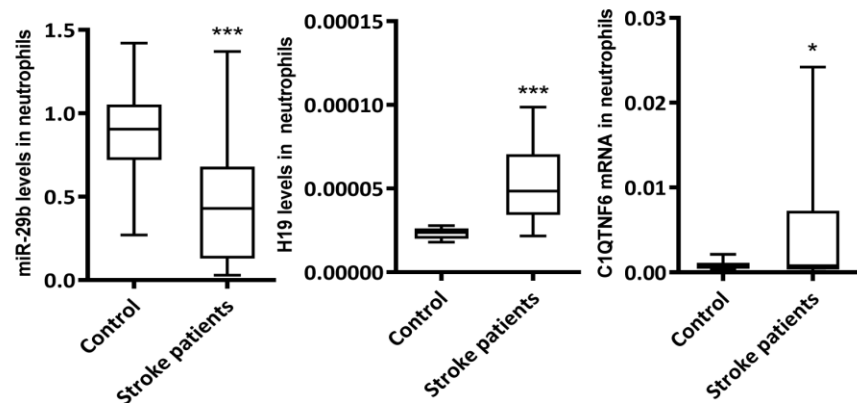 miR-29b levels in neutrophils
1.5
1.0
0.5
0.0
***
Control
Stroke patients
H19 levels in neutrophils
0.00015
0.00010
0.00005
0.00000
***
Control
Stroke patients
C1QTNF6 mRNA in neutrophils
0.03
0.02
0.01
0.00
*
Control
Stroke patients